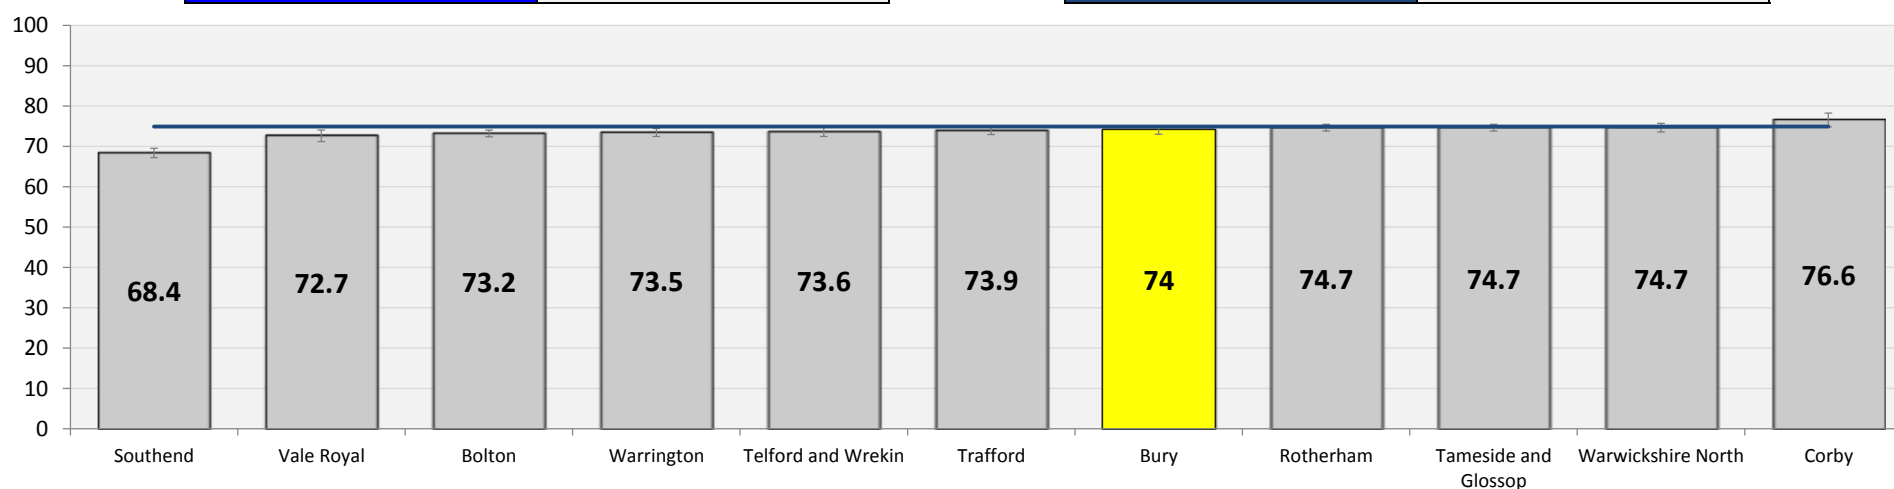 100
90
80
70
60
50
40
30
20
10
0
68.4
72.7
73.2
73.5
73.6
73.9
74
74.7
74.7
74.7
76.6
Southend
Vale Royal
Bolton
Warrington
Telford and Wrekin
Trafford
Bury
Rotherham
Tameside and
Glossop
Warwickshire North
Corby